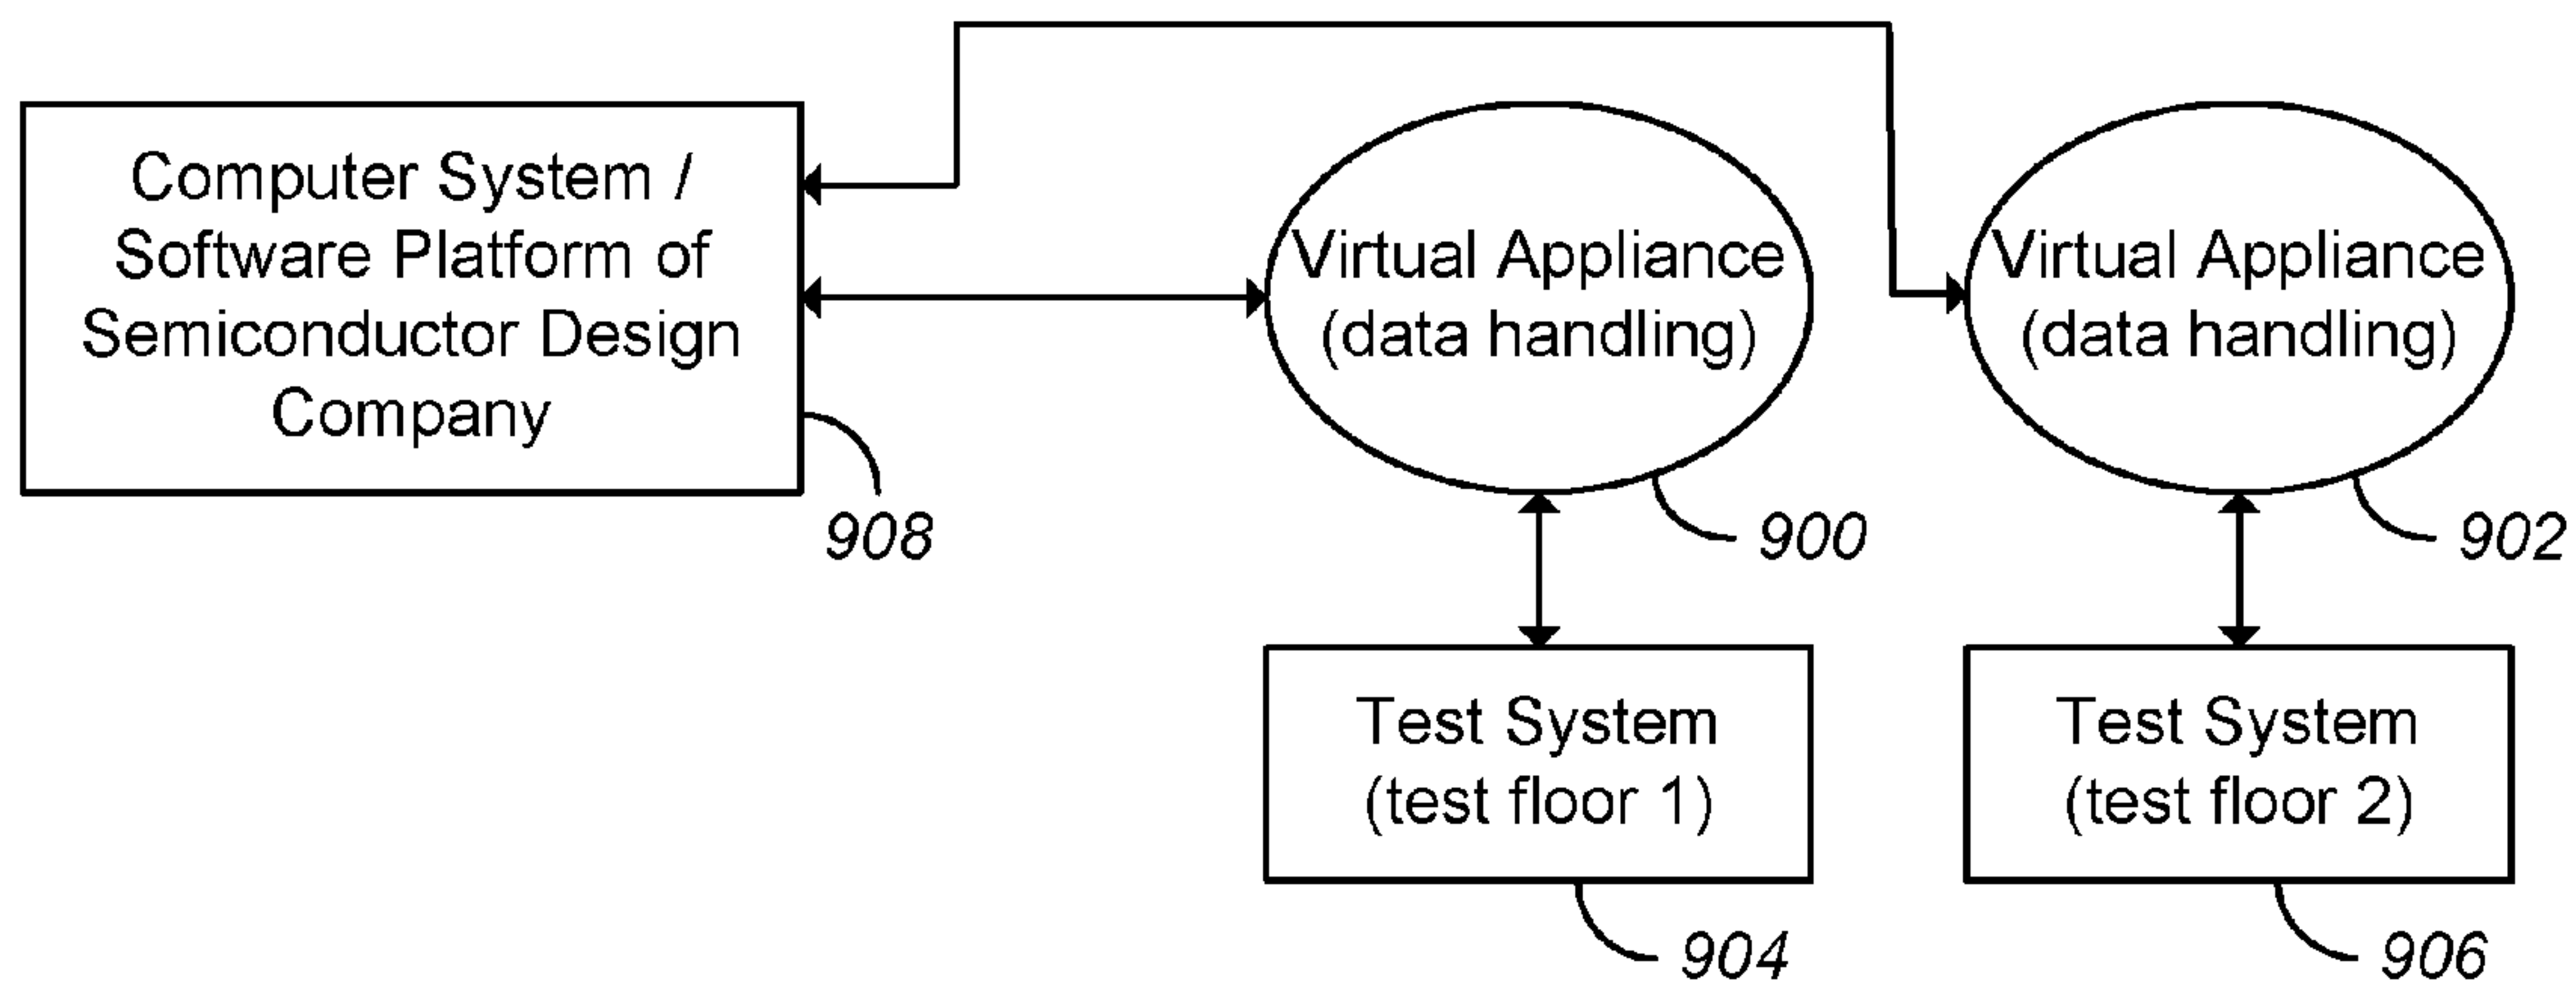 Computer System /
Software Platform of
Semiconductor Design
Company
908
Virtual Appliance
(data handling)
900
Virtual Appliance
(data handling)
902
Test System
(test floor 1)
904
Test System
(test floor 2)
906